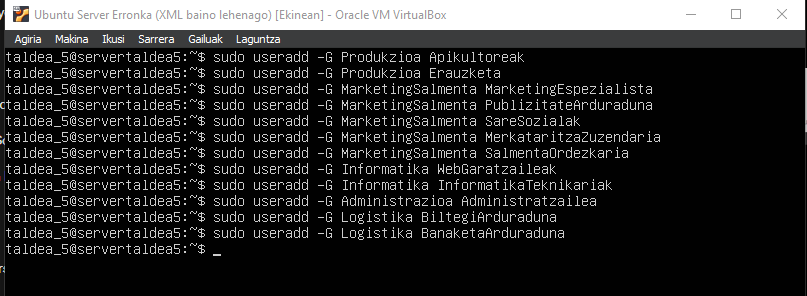 Ubuntu Server Erronka (XML baino lehenago) [Ekinean] - Oracle VM VirtualBox
Agiria Makina Ikusi Sarrera Gailuak Laguntza
taldea_5@servertaldea5:~$ sudo useradd -G Produkzioa Apikultoreak
taldea_5@servertaldea5:~$ sudo useradd -G Produkzioa Erauzketa
taldea_5@servertaldea5:~$ sudo useradd -G MarketingSalmenta MarketingEspezialista
taldea_5@servertaldea5:~$ sudo useradd -G MarketingSalmenta PublizitateArduraduna
taldea_5@servertaldea5:~$ sudo useradd -G MarketingSalmenta SareSozialak
taldea_5@servertaldea5:~$ sudo useradd -G MarketingSalmenta MerkataritzaZuzendaria
taldea_5@servertaldea5:~$ sudo useradd -G MarketingSalmenta SalmentaOrdezkaria
taldea_5@servertaldea5:~$ sudo useradd -G Informatika WebGaratzaileak
taldea_5@servertaldea5:~$ sudo useradd -G Informatika InformatikaTeknikariak
taldea_5@servertaldea5:~$ sudo useradd -G Administrazioa Administratzailea
taldea_5@servertaldea5:~$ sudo useradd -G Logistika BiltegiArduraduna
taldea_5@servertaldea5:~$ sudo useradd -G Logistika BanaketaArduraduna
taldea_5@servertaldea5:~$ _